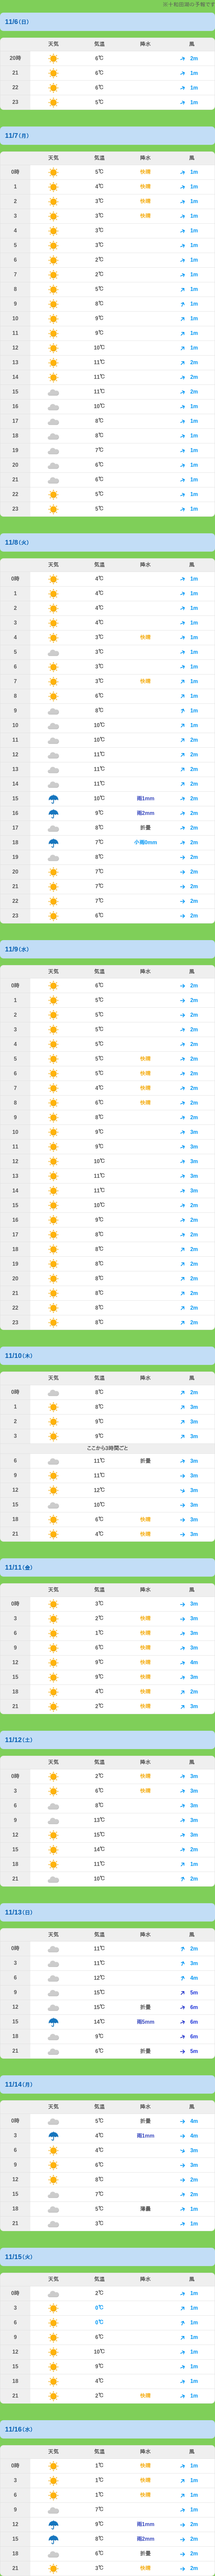 ※十和田湖の予報です
11/6(日)
天気 気温 降水 風
20時 6℃ 2m
21 6℃ 1m
22 6℃ 1m
23 5℃ 1m
11/7(月)
天気 気温 降水 風
0時 5℃ 快晴 1m
1 4℃ 快晴 1m
2 3℃ 快晴 1m
3 3℃ 快晴 1m
4 3℃ 1m
5 3℃ 1m
6 2℃ 1m
7 2℃ 1m
8 5℃ 1m
9 8℃ 1m
10 9℃ 1m
11 9℃ 1m
12 10℃ 1m
13 11℃ 2m
14 11℃ 2m
15 11℃ 2m
16 10℃ 1m
17 8℃ 1m
18 8℃ 1m
19 7℃ 1m
20 6℃ 1m
21 6℃ 1m
22 5℃ 1m
23 5℃ 1m
11/8(火)
天気 気温 降水 風
0時 4℃ 1m
1 4℃ 1m
2 4℃ 1m
3 4℃ 1m
4 3℃ 快晴 1m
5 3℃ 1m
6 3℃ 1m
7 3℃ 快晴 1m
8 6℃ 1m
9 8℃ 1m
10 10℃ 1m
11 10℃ 2m
12 11℃ 2m
13 11℃ 2m
14 11℃ 2m
15 10℃ 雨1mm 2m
16 9℃ 雨2mm 2m
17 8℃ 折曇 2m
18 7℃ 小雨0mm 2m
19 8℃ 2m
20 7℃ 2m
21 7℃ 2m
22 7℃ 2m
23 6℃ 2m
11/9(水)
天気 気温 降水 風
0時 6℃ 2m
1 5℃ 2m
2 5℃ 2m
3 5℃ 2m
4 5℃ 2m
5 5℃ 快晴 2m
6 5℃ 快晴 2m
7 4℃ 快晴 2m
8 6℃ 快晴 2m
9 8℃ 2m
10 9℃ 3m
11 9℃ 3m
12 10℃ 3m
13 11℃ 3m
14 11℃ 3m
15 10℃ 2m
16 9℃ 2m
17 8℃ 2m
18 8℃ 2m
19 8℃ 2m
20 8℃ 2m
21 8℃ 2m
22 8℃ 2m
23 8℃ 2m
11/10(木)
天気 気温 降水 風
0時 8℃ 2m
1 8℃ 3m
2 9℃ 3m
3 9℃ 3m
ここから3時間ごと
6 11℃ 折曇 3m
9 11℃ 3m
12 12℃ 3m
15 10℃ 3m
18 6℃ 快晴 3m
21 4℃ 快晴 3m
11/11(金)
天気 気温 降水 風
0時 3℃ 3m
3 2℃ 快晴 3m
6 1℃ 快晴 3m
9 6℃ 快晴 3m
12 9℃ 快晴 4m
15 9℃ 快晴 3m
18 4℃ 快晴 2m
21 2℃ 快晴 3m
11/12(土)
天気 気温 降水 風
0時 2℃ 快晴 3m
3 6℃ 快晴 3m
6 8℃ 3m
9 13℃ 3m
12 15℃ 3m
15 14℃ 2m
18 11℃ 1m
21 10℃ 2m
11/13(日)
天気 気温 降水 風
0時 11℃ 2m
3 11℃ 3m
6 12℃ 4m
9 15℃ 5m
12 15℃ 折曇 6m
15 14℃ 雨5mm 6m
18 9℃ 6m
21 6℃ 折曇 5m
11/14(月)
天気 気温 降水 風
0時 5℃ 折曇 4m
3 4℃ 雨1mm 4m
6 4℃ 3m
9 6℃ 3m
12 8℃ 2m
15 7℃ 2m
18 5℃ 薄曇 1m
21 3℃ 1m
11/15(火)
天気 気温 降水 風
0時 2℃ 1m
3 0℃ 1m
6 0℃ 1m
9 6℃ 1m
12 10℃ 1m
15 9℃ 1m
18 4℃ 1m
21 2℃ 快晴 1m
11/16(水)
天気 気温 降水 風
0時 1℃ 快晴 1m
3 1℃ 快晴 1m
6 1℃ 快晴 1m
9 7℃ 1m
12 9℃ 雨1mm 2m
15 8℃ 雨2mm 2m
18 6℃ 折曇 2m
21 3℃ 快晴 2m